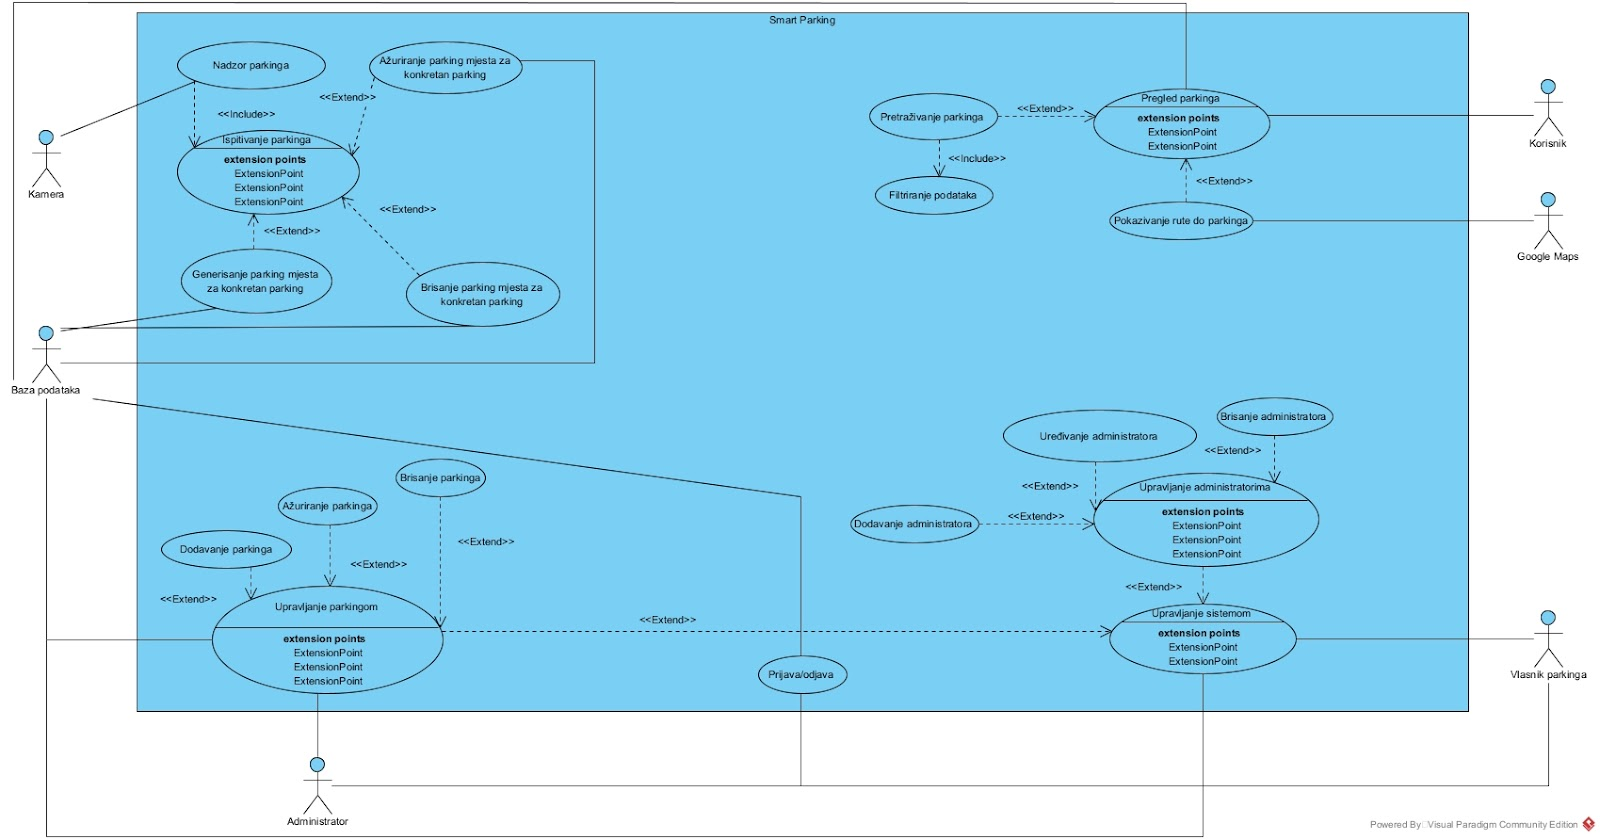 Smart Parking
Nadzor parkinga
Ažuriranje parking mjesta za
konkretan parking
<<Extend>>
<<Include>>
Ispitivanje parkinga
extension points
ExtensionPoint
ExtensionPoint
ExtensionPoint
<<Extend>>
<<Extend>>
Generisanje parking mjesta
za konkretan parking
Brisanje parking mjesta za
konkretan parking
Kamera
Baza podataka
Pretraživanje parkinga
<<Extend>>
Pregled parkinga
extension points
ExtensionPoint
ExtensionPoint
<<Include>>
Filtriranje podataka
<<Extend>>
Pokazivanje rute do parkinga
Korisnik
Google Maps
Brisanje parkinga
Ažuriranje parkinga
Dodavanje parkinga
<<Extend>>
<<Extend>>
<<Extend>>
Upravljanje parkingom
extension points
ExtensionPoint
ExtensionPoint
ExtensionPoint
<<Extend>>
Prijava/odjava
Brisanje administratora
Uređivanje administratora
<<Extend>>
<<Extend>>
Dodavanje administratora
<<Extend>>
Upravljanje administratorima
extension points
ExtensionPoint
ExtensionPoint
ExtensionPoint
<<Extend>>
Upravljanje sistemom
extension points
ExtensionPoint
ExtensionPoint
Vlasnik parkinga
Administrator
Powered By Visual Paradigm Community Edition